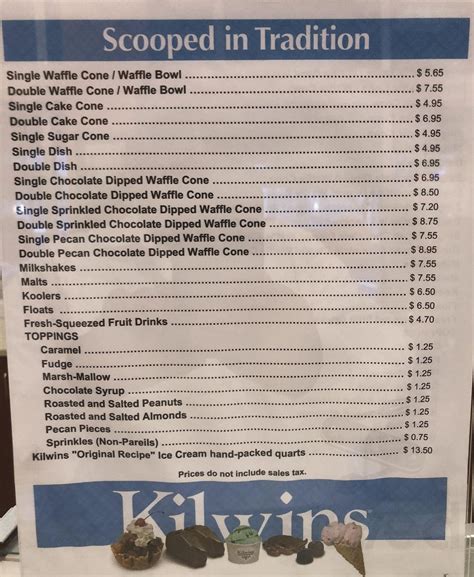 Scooped in Tradition
Single Waffle Cone / Waffle Bowl $ 5.65
Double Waffle Cone / Waffle Bowl $ 7.55
Single Cake Cone $ 4.95
Double Cake Cone $ 6.95
Single Sugar Cone $ 4.95
Single Dish $ 4.95
Double Dish $ 6.95
Single Chocolate Dipped Waffle Cone $ 6.95
Double Chocolate Dipped Waffle Cone $ 8.50
Single Sprinkled Chocolate Dipped Waffle Cone $ 7.20
Double Sprinkled Chocolate Dipped Waffle Cone $ 8.75
Single Pecan Chocolate Dipped Waffle Cone $ 7.55
Double Pecan Chocolate Dipped Waffle Cone $ 8.95
Milkshakes $ 7.55
Malts $ 7.55
Koolers $ 6.50
Floats $ 6.50
Fresh-Squeezed Fruit Drinks $ 4.70
TOPPINGS
Caramel $ 1.25
Fudge $ 1.25
Marsh-Mallow $ 1.25
Chocolate Syrup $ 1.25
Roasted and Salted Peanuts $ 1.25
Roasted and Salted Almonds $ 1.25
Pecan Pieces $ 1.25
Sprinkles (Non-Pareils) $ 0.75
Kilwins "Original Recipe" Ice Cream hand-packed quarts $ 13.50
Prices do not include sales tax.
Kilwins